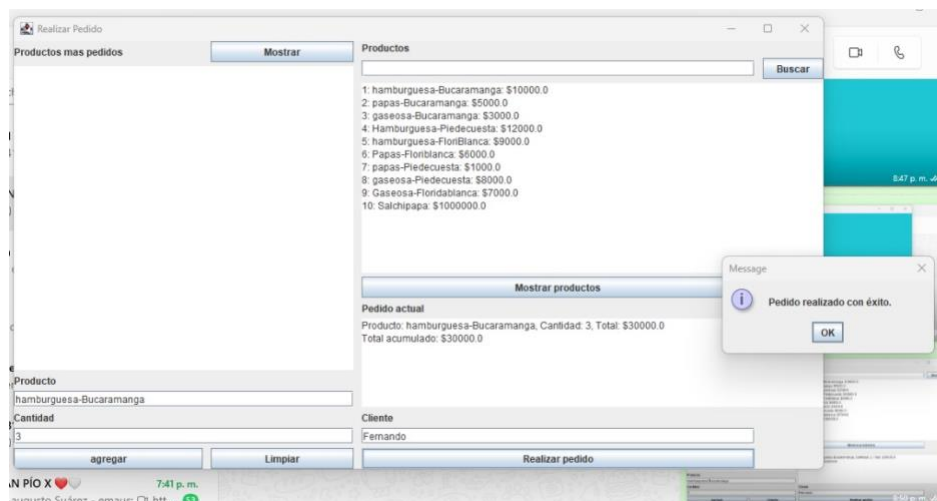 Realizar Pedido
Productos mas pedidos
Mostrar
Productos
Buscar
1: hamburguesa-Bucaramanga: $10000.0
2: papas-Bucaramanga: $5000.0
3: gaseosa-Bucaramanga: $3000.0
4: Hamburguesa-Piedecuesta: $12000.0
5: hamburguesa-FloriBlanca: $9000.0
6: Papas-Floriblanca: $6000.0
7: papas-Piedecuesta: $1000.0
8: gaseosa-Piedecuesta: $8000.0
9: Gaseosa-Floridablanca: $7000.0
10: Salchipapa: $1000000.0
Mostrar productos
Pedido actual
Producto: hamburguesa-Bucaramanga, Cantidad: 3, Total: $30000.0
Total acumulado: $30000.0
Producto
hamburguesa-Bucaramanga
Cantidad
3
agregar
Limpiar
Cliente
Fernando
Realizar pedido
Message
Pedido realizado con éxito.
OK
8:47 p. m.
AN PÍO X
7:41 p. m.
8:50 p. m.